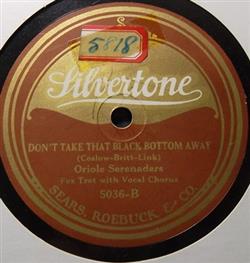 5818
Silvertone
DON'T TAKE THAT BLACK BOTTOM AWAY
(Coslow-Britt-Link)
Oriole Serenaders
Fox Trot with Vocal Chorus
5036-B
SEARS, ROEBUCK & CO.